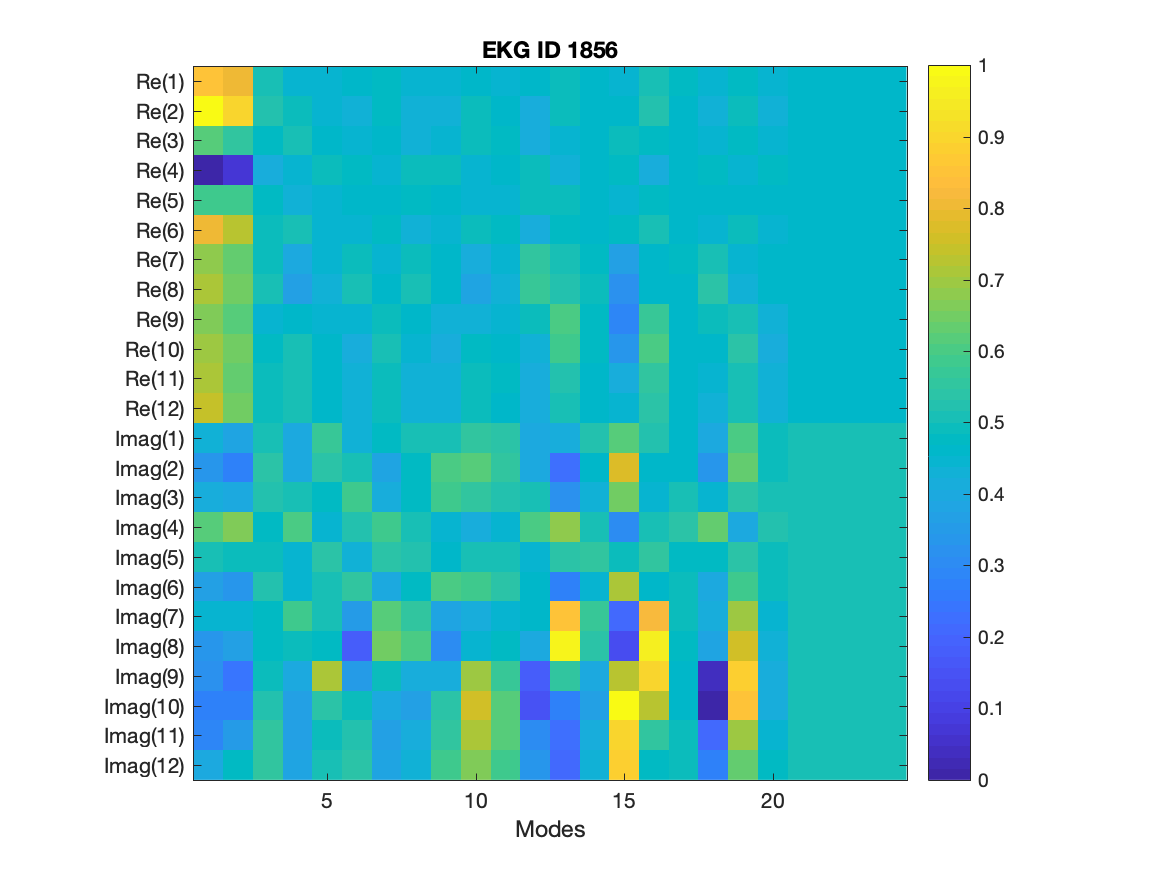 EKG ID 1856
Re(1)
Re(2)
Re(3)
Re(4)
Re(5)
Re(6)
Re(7)
Re(8)
Re(9)
Re(10)
Re(11)
Re(12)
Imag(1)
Imag(2)
Imag(3)
Imag(4)
Imag(5)
Imag(6)
Imag(7)
Imag(8)
Imag(9)
Imag(10)
Imag(11)
Imag(12)
5 10 15 20
Modes
1
0.9
0.8
0.7
0.6
0.5
0.4
0.3
0.2
0.1
0